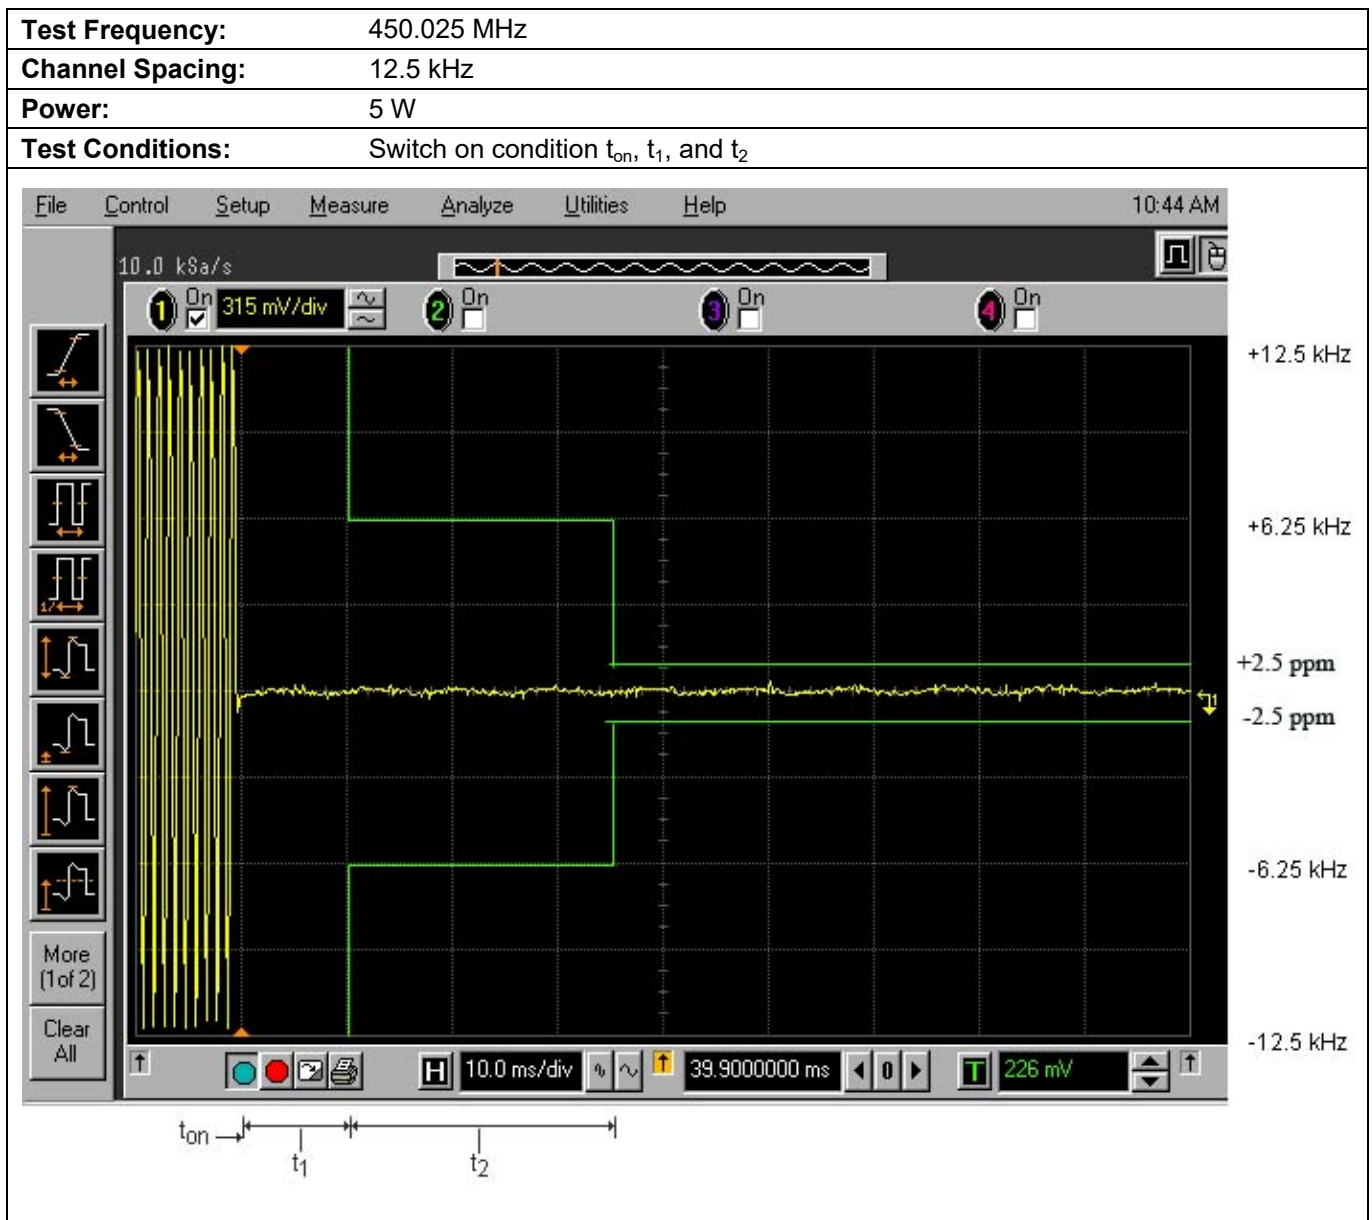 Test Frequency: 450.025 MHz
Channel Spacing: 12.5 kHz
Power: 5 W
Test Conditions: Switch on condition ton, t1, and t2
File Control Setup Measure Analyze Utilities Help 10:44 AM
10.0 kSa/s
1 On 315 mV/div 2 On 3 On 4 On
+12.5 kHz
+6.25 kHz
1/
+2.5 ppm
1
-2.5 ppm
-6.25 kHz
More
(1of 2)
Clear
All
-12.5 kHz
H 10.0 ms/div 39.9000000 ms 0 T 226 mV
ton
t1 t2